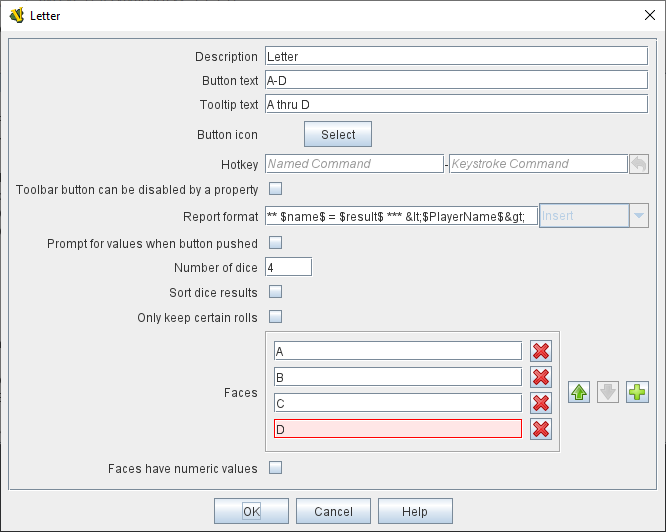 Letter
Description Letter
Button text A-D
Tooltip text A thru D
Button icon Select
Hotkey Named Command - Keystroke Command
Toolbar button can be disabled by a property
Report format ** $name$ = $result$ *** &lt;$PlayerName$&gt; Insert
Prompt for values when button pushed
Number of dice 4
Sort dice results
Only keep certain rolls
A
B
Faces
C
D
Faces have numeric values
OK Cancel Help